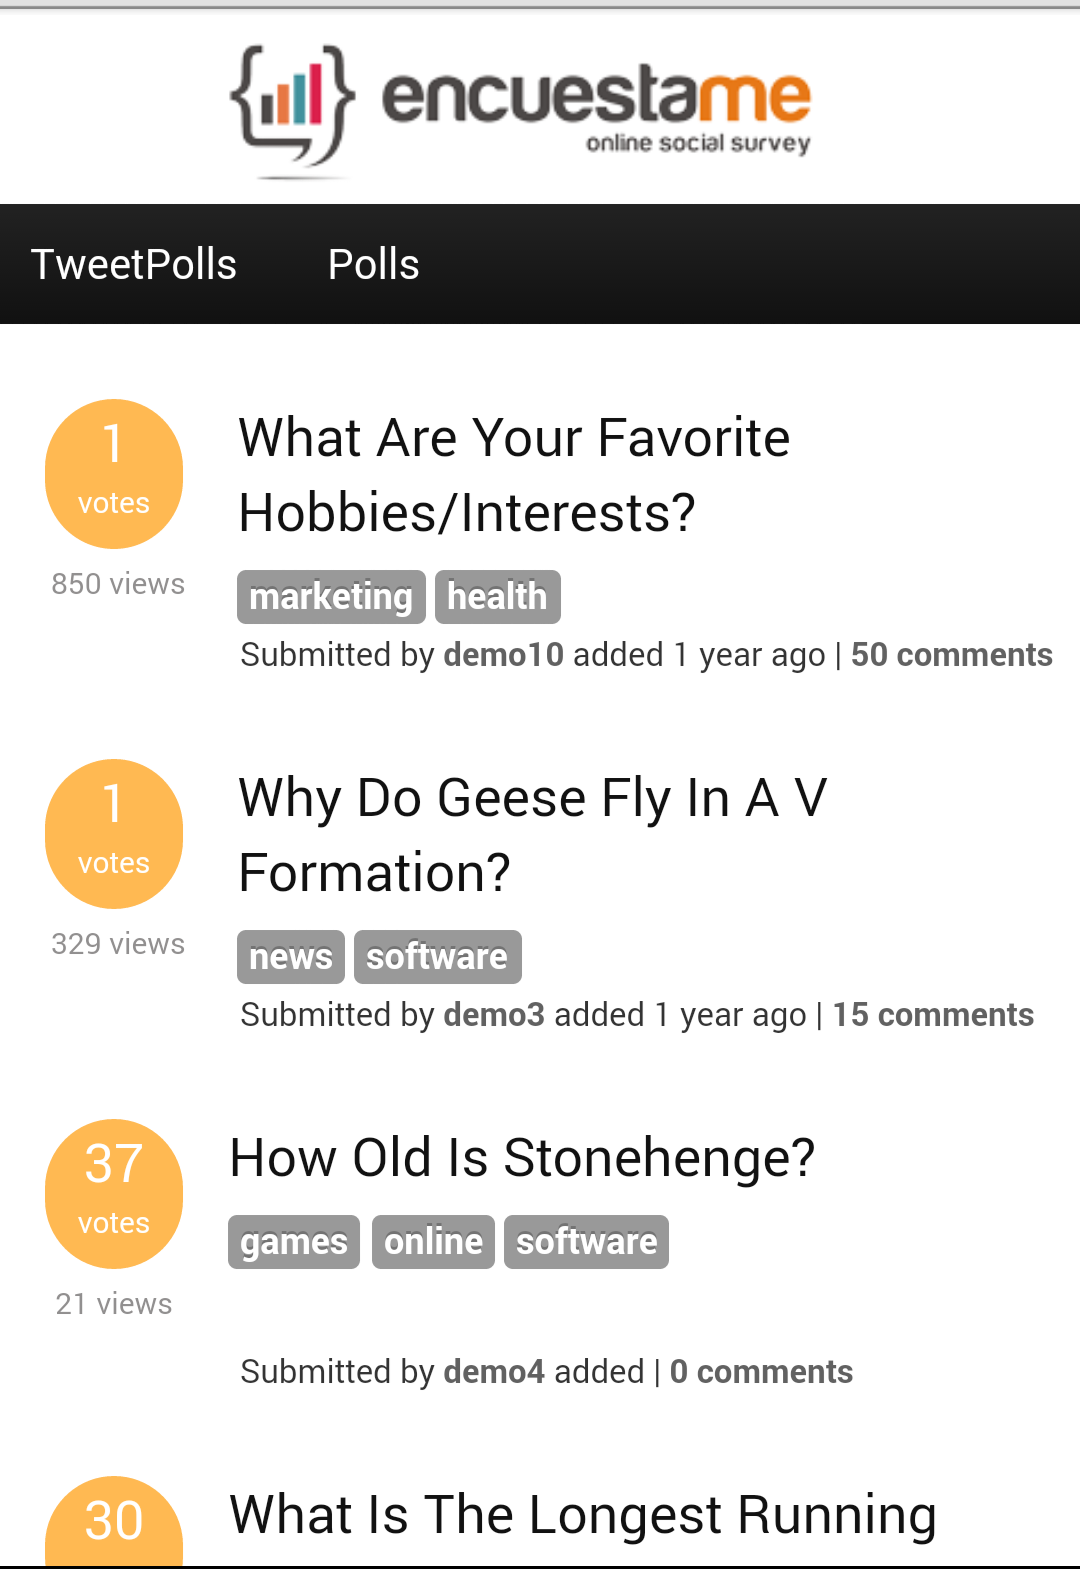 encuestame
online social survey
TweetPolls Polls
1
votes
850 views
What Are Your Favorite
Hobbies/Interests?
marketing health
Submitted by demo10 added 1 year ago | 50 comments
1
votes
329 views
Why Do Geese Fly In A V
Formation?
news software
Submitted by demo3 added 1 year ago | 15 comments
37
votes
21 views
How Old Is Stonehenge?
games online software
Submitted by demo4 added | 0 comments
30
What Is The Longest Running